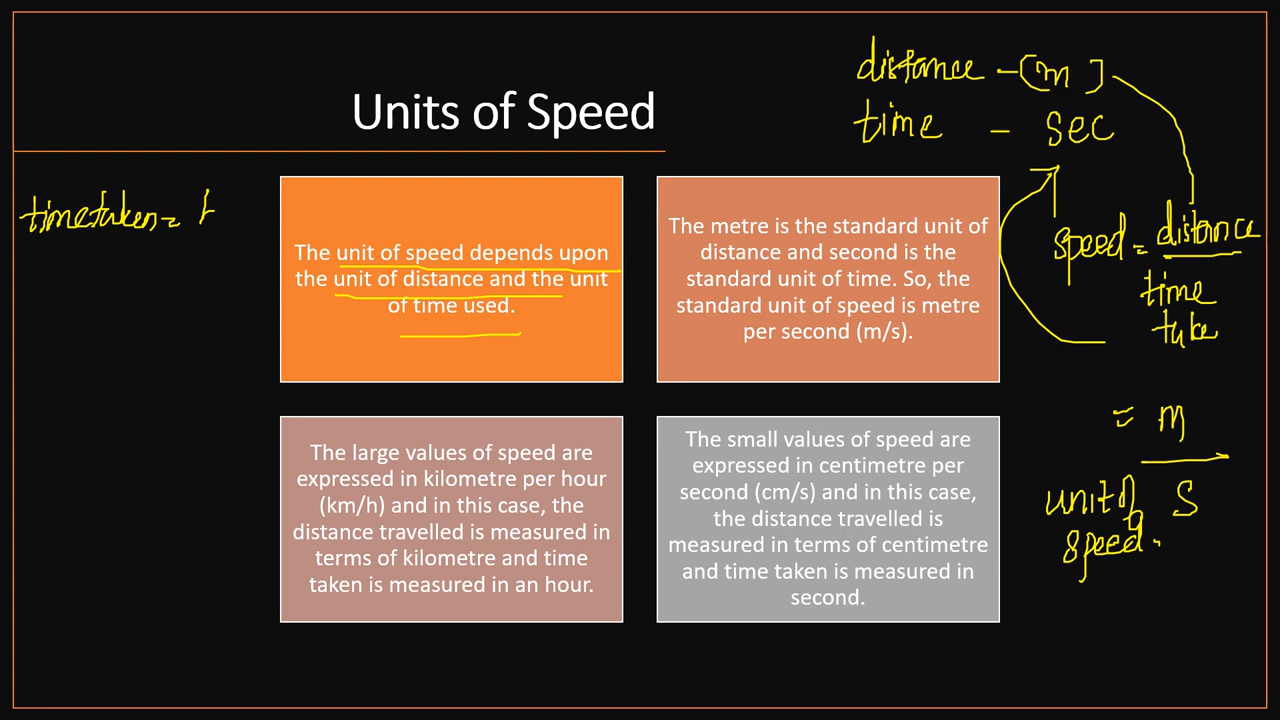 distance - [m]
time - sec
Units of Speed
timetaken =
The unit of speed depends upon
the unit of distance and the unit
of time used.
The metre is the standard unit of
distance and second is the
standard unit of time. So, the
standard unit of speed is metre
per second (m/s).
speed = distance
time
take
The large values of speed are
expressed in kilometre per hour
(km/h) and in this case, the
distance travelled is measured in
terms of kilometre and time
taken is measured in an hour.
The small values of speed are
expressed in centimetre per
second (cm/s) and in this case,
the distance travelled is
measured in terms of centimetre
and time taken is measured in
second.
= m
S
unit of
speed.